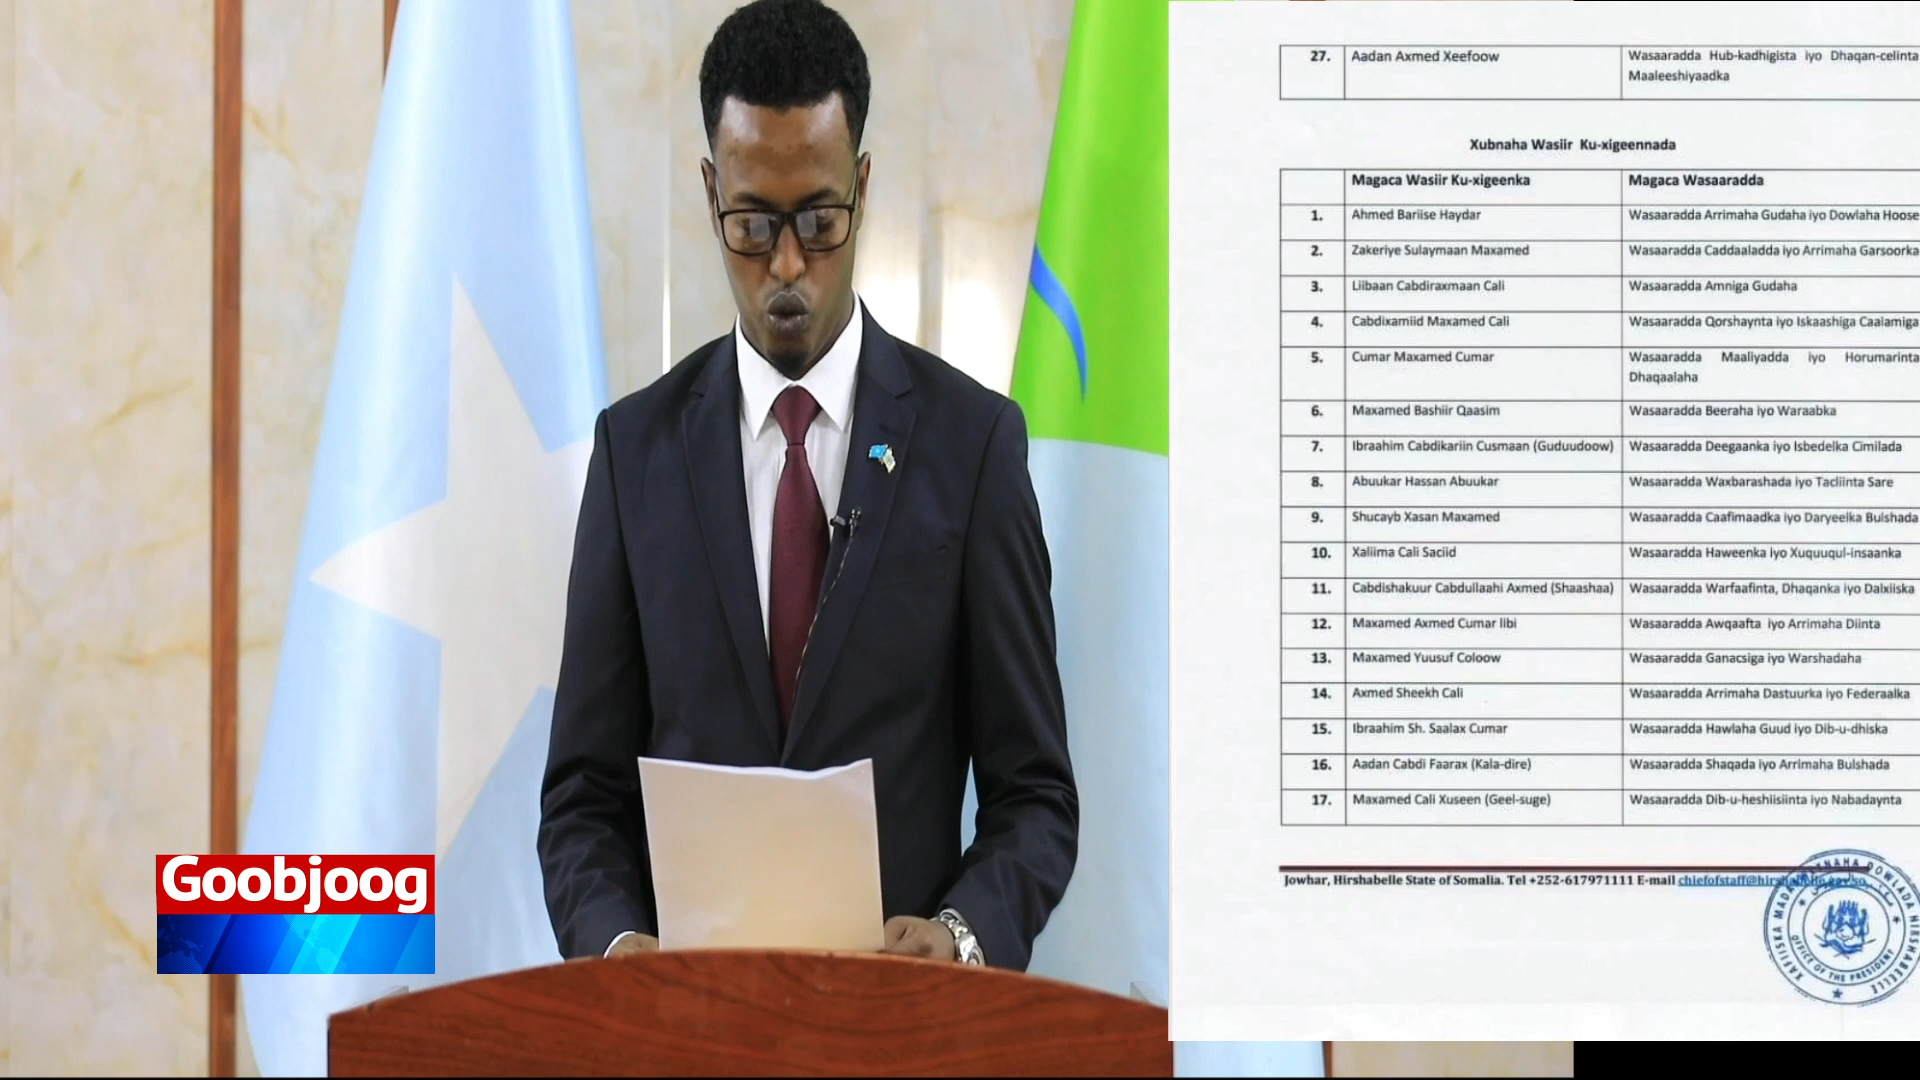 Goobjoog
27. Aadan Axmed Xeefoow Wasaaradda Hub-kadhigista iyo Dhaqan-celinta
Maaleeshiyaadka
Xubnaha Wasiir Ku-xigeennada
Magaca Wasiir Ku-xigeenka Magaca Wasaaradda
1. Ahmed Bariise Haydar Wasaaradda Arrimaha Gudaha iyo Dowlaha Hoose
2. Zakeriye Sulaymaan Maxamed Wasaaradda Caddaaladda iyo Arrimaha Garsoorka
3. Liibaan Cabdiraxmaan Cali Wasaaradda Amniga Gudaha
4. Cabdixamiid Maxamed Cali Wasaaradda Qorshaynta iyo Iskaashiga Caalamiga
5. Cumar Maxamed Cumar Wasaaradda Maaliyadda iyo Horumarinta
Dhaqaalaha
6. Maxamed Bashiir Qaasim Wasaaradda Beeraha iyo Waraabka
7. Ibraahim Cabdikariin Cusmaan (Guduudoow) Wasaaradda Deegaanka iyo Isbedelka Cimilada
8. Abuukar Hassan Abuukar Wasaaradda Waxbarashada iyo Tacliinta Sare
9. Shucayb Xasan Maxamed Wasaaradda Caafimaadka iyo Daryeelka Bulshada
10. Xaliima Cali Saciid Wasaaradda Haweenka iyo Xuquuqul-insaanka
11. Cabdishakuur Cabdullaahi Axmed (Shaashaa) Wasaaradda Warfaafinta, Dhaqanka iyo Dalxiiska
12. Maxamed Axmed Cumar Iibi Wasaaradda Awqaafta iyo Arrimaha Diinta
13. Maxamed Yuusuf Coloow Wasaaradda Ganacsiga iyo Warshadaha
14. Axmed Sheekh Cali Wasaaradda Arrimaha Dastuurka iyo Federaalka
15. Ibraahim Sh. Saalax Cumar Wasaaradda Hawlaha Guud iyo Dib-u-dhiska
16. Aadan Cabdi Faarax (Kala-dire) Wasaaradda Shaqada iyo Arrimaha Bulshada
17. Maxamed Cali Xuseen (Geel-suge) Wasaaradda Dib-u-heshiisiinta iyo Nabadaynta
Jowhar, Hirshabelle State of Somalia. Tel +252-617971111 E-mail
OFFICE OF THE PRESIDENT